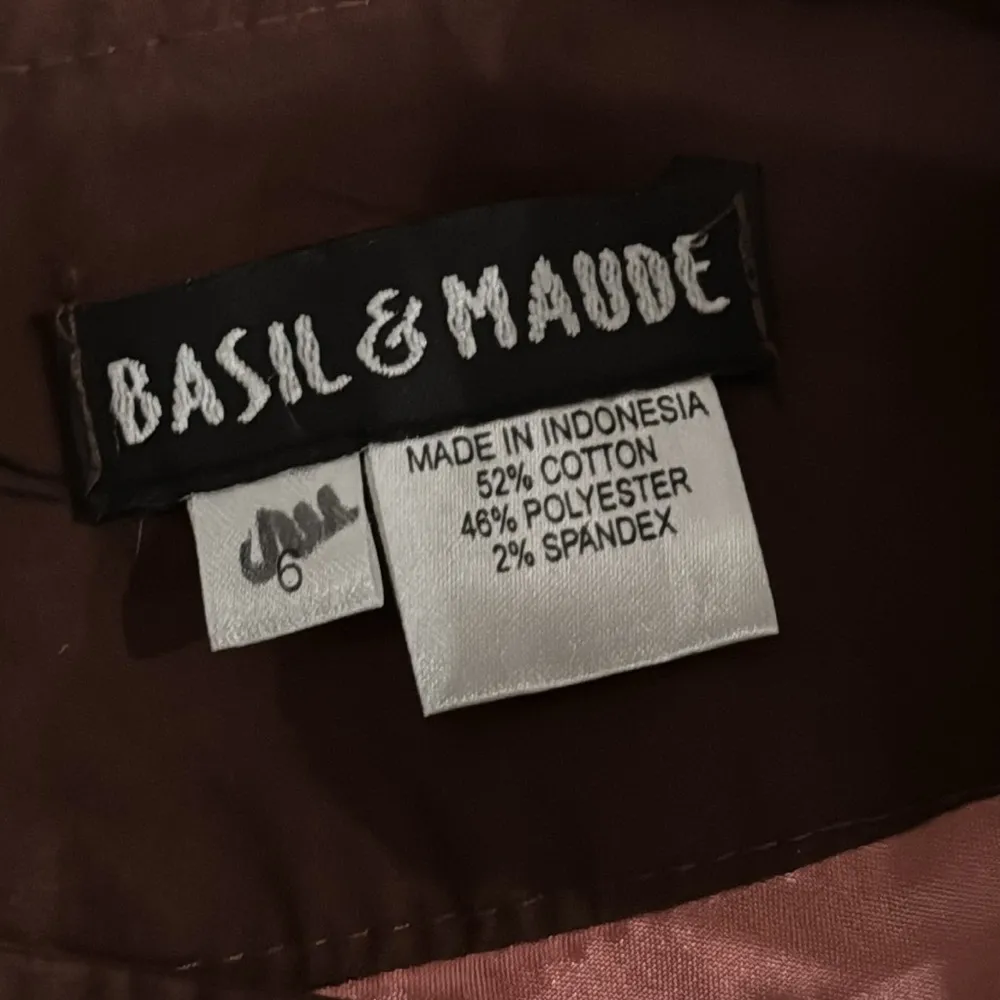 BASIL & MAUDE
6
MADE IN INDONESIA
52% COTTON
46% POLYESTER
2% SPANDEX